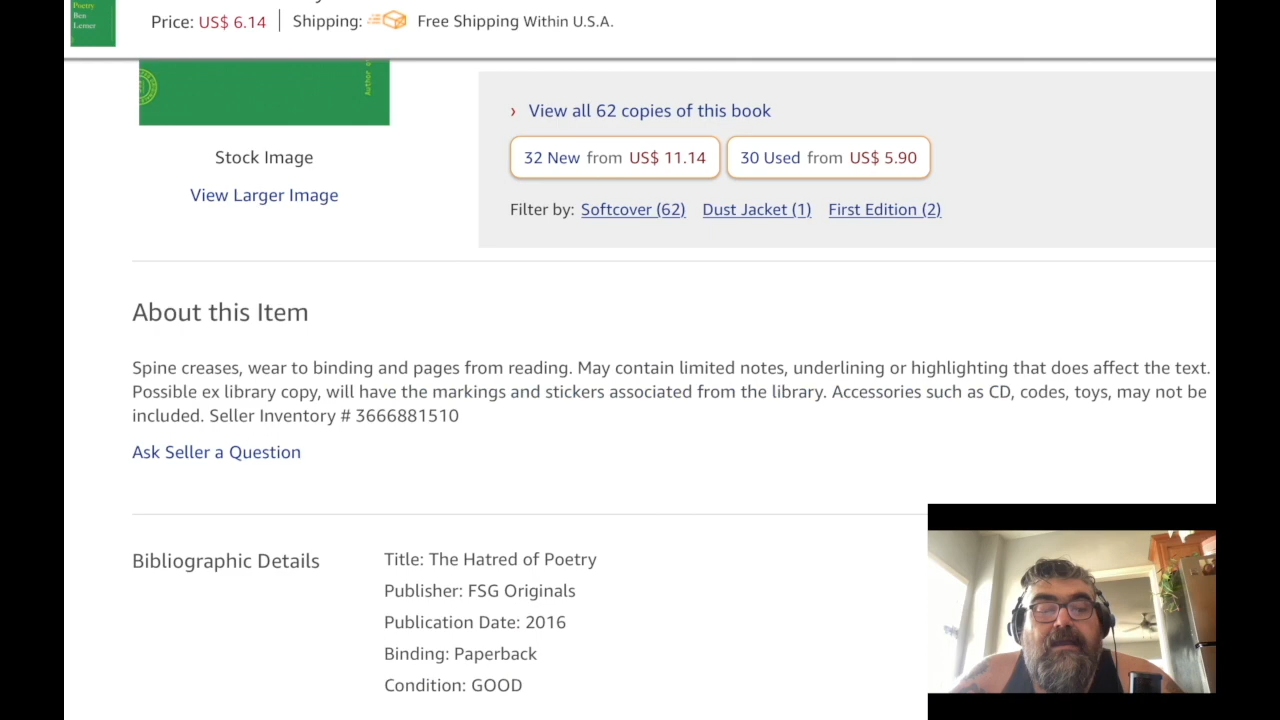 Poetry
Ben
Lerner
Price: US$ 6.14 Shipping: Free Shipping Within U.S.A.
Stock Image
View Larger Image
› View all 62 copies of this book
32 New from US$ 11.14 30 Used from US$ 5.90
Filter by: Softcover (62) Dust Jacket (1) First Edition (2)
About this Item
Spine creases, wear to binding and pages from reading. May contain limited notes, underlining or highlighting that does affect the text.
Possible ex library copy, will have the markings and stickers associated from the library. Accessories such as CD, codes, toys, may not be
included. Seller Inventory # 3666881510
Ask Seller a Question
Bibliographic Details
Title: The Hatred of Poetry
Publisher: FSG Originals
Publication Date: 2016
Binding: Paperback
Condition: GOOD